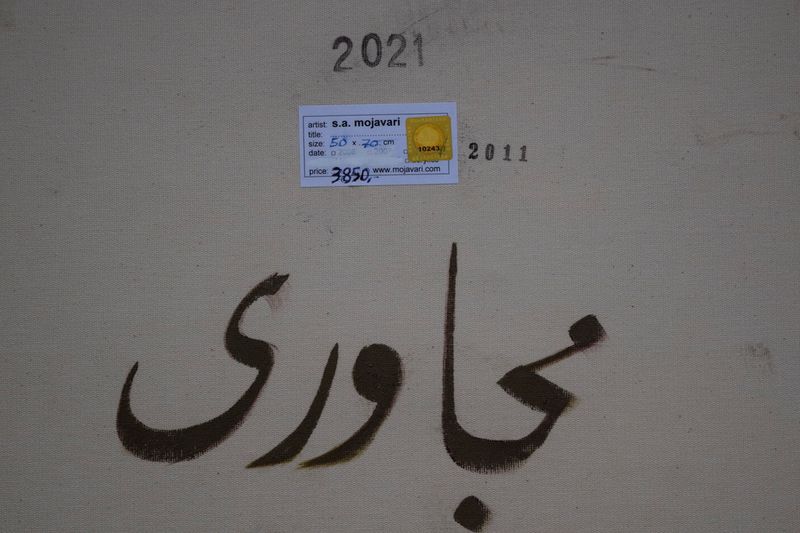 2021
artist: s.a. mojavari
title:
size: 50 x 70 cm
date:
10243
price: 3850,- www.mojavari.com
2011
مجاوری